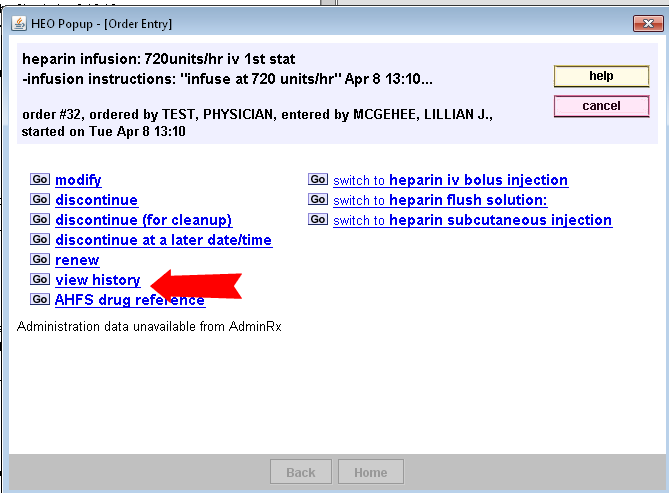 HEO Popup - [Order Entry]
heparin infusion: 720units/hr iv 1st stat
-infusion instructions: "infuse at 720 units/hr" Apr 8 13:10...
order #32, ordered by TEST, PHYSICIAN, entered by MCGEHEE, LILLIAN J.,
started on Tue Apr 8 13:10
help
cancel
Go modify
Go discontinue
Go discontinue (for cleanup)
Go discontinue at a later date/time
Go renew
Go view history
Go AHFS drug reference
Go switch to heparin iv bolus injection
Go switch to heparin flush solution:
Go switch to heparin subcutaneous injection
Administration data unavailable from AdminRx
Back
Home